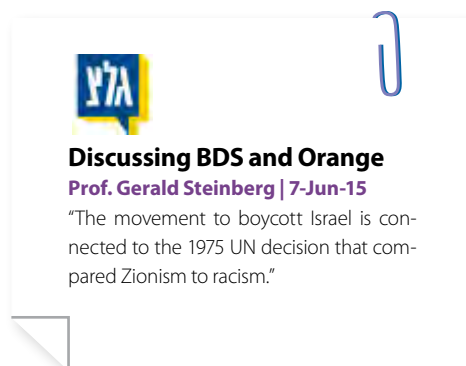 גלצ
Discussing BDS and Orange
Prof. Gerald Steinberg | 7-Jun-15
“The movement to boycott Israel is con-
nected to the 1975 UN decision that com-
pared Zionism to racism.”